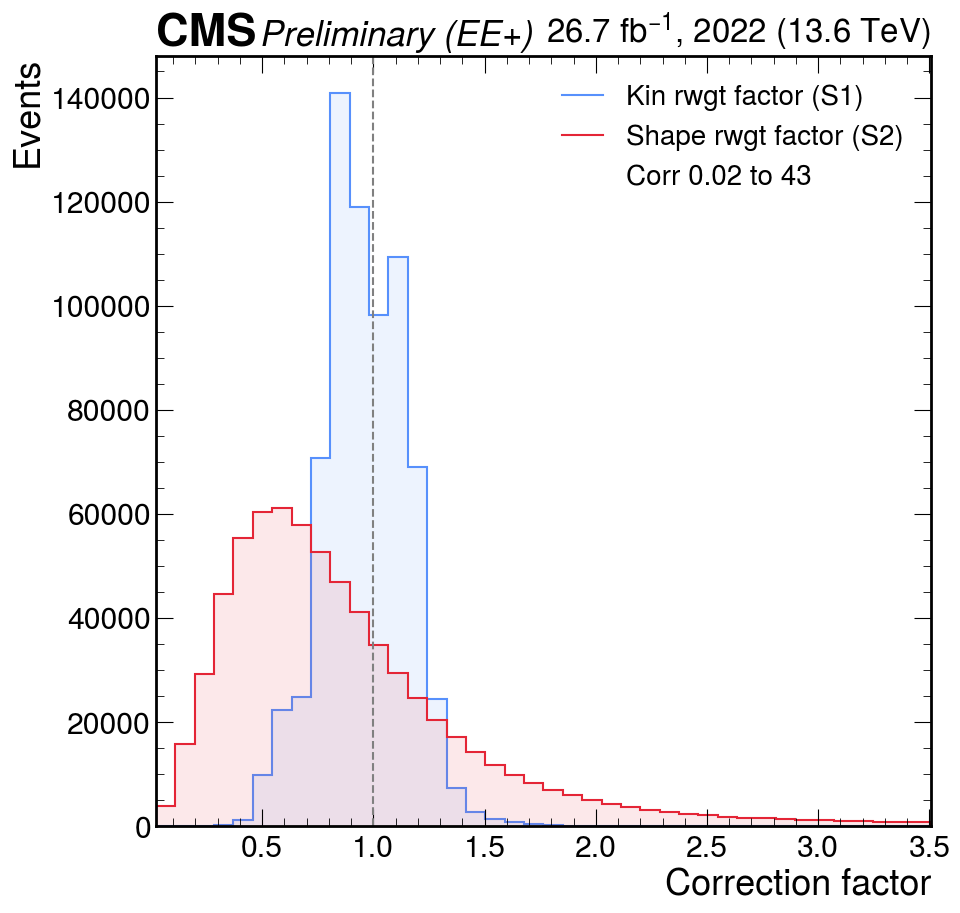 CMS Preliminary (EE+) 26.7 fb⁻¹, 2022 (13.6 TeV)
Events
140000
120000
100000
80000
60000
40000
20000
0
Kin rwgt factor (S1)
Shape rwgt factor (S2)
Corr 0.02 to 43
0.5 1.0 1.5 2.0 2.5 3.0 3.5
Correction factor